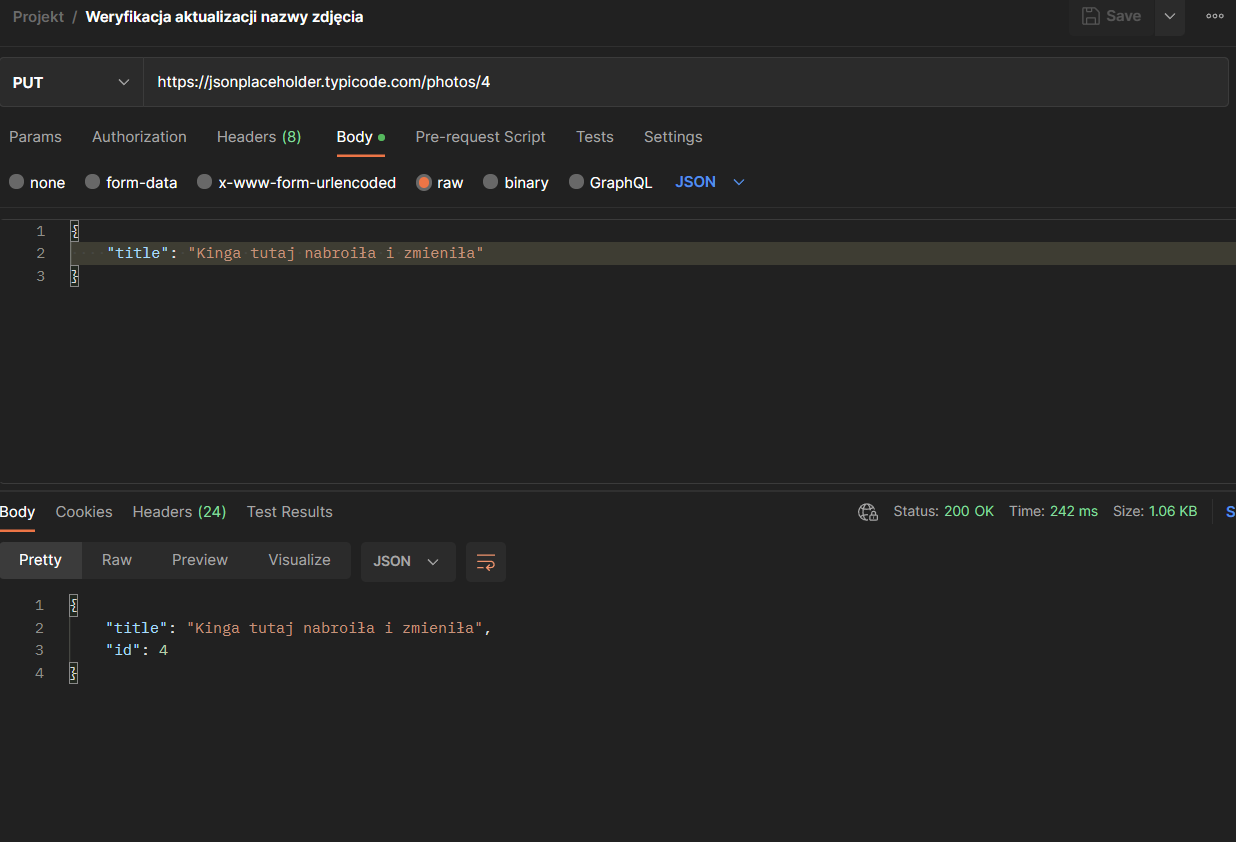 Projekt / Weryfikacja aktualizacji nazwy zdjęcia Save
PUT https://jsonplaceholder.typicode.com/photos/4
Params Authorization Headers (8) Body Pre-request Script Tests Settings
none form-data x-www-form-urlencoded raw binary GraphQL JSON
1 {
2 "title": "Kinga tutaj nabroiła i zmieniła"
3 }
Body Cookies Headers (24) Test Results Status: 200 OK Time: 242 ms Size: 1.06 KB S
Pretty Raw Preview Visualize JSON
1 {
2 "title": "Kinga tutaj nabroiła i zmieniła",
3 "id": 4
4 }